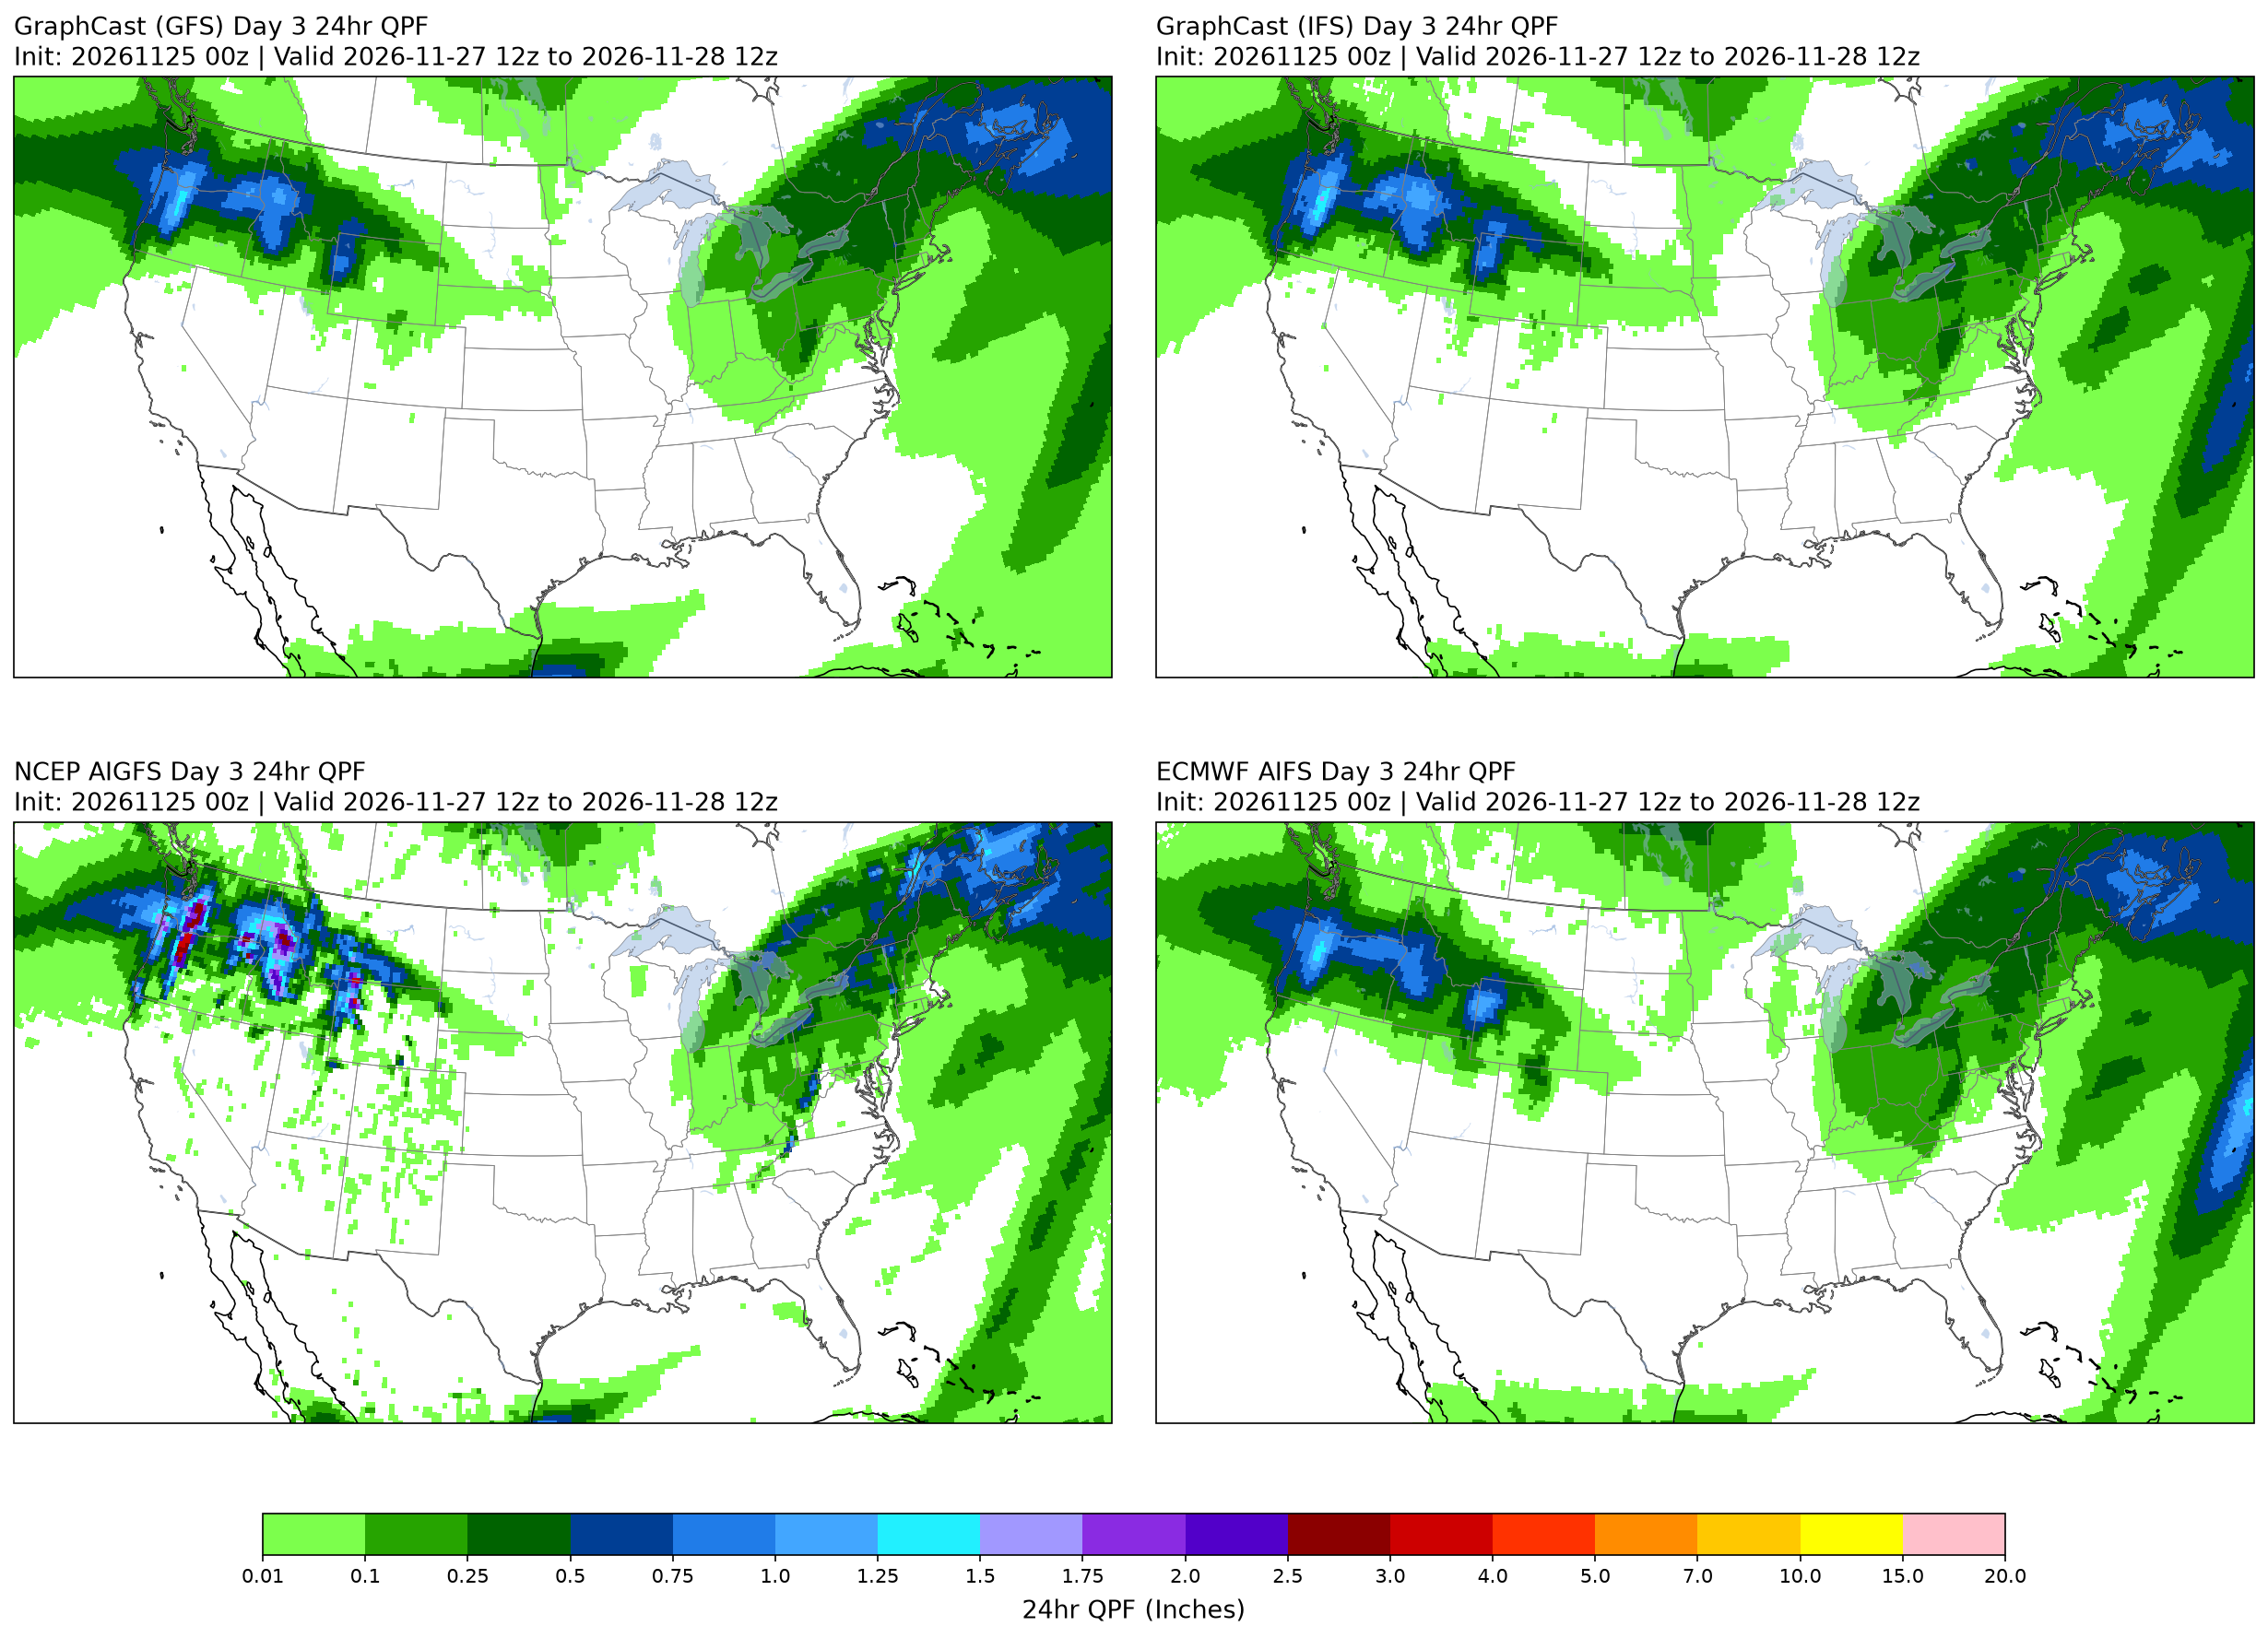 GraphCast (GFS) Day 3 24hr QPF
Init: 20261125 00z | Valid 2026-11-27 12z to 2026-11-28 12z
GraphCast (IFS) Day 3 24hr QPF
Init: 20261125 00z | Valid 2026-11-27 12z to 2026-11-28 12z
NCEP AIGFS Day 3 24hr QPF
Init: 20261125 00z | Valid 2026-11-27 12z to 2026-11-28 12z
ECMWF AIFS Day 3 24hr QPF
Init: 20261125 00z | Valid 2026-11-27 12z to 2026-11-28 12z
0.01 0.1 0.25 0.5 0.75 1.0 1.25 1.5 1.75 2.0 2.5 3.0 4.0 5.0 7.0 10.0 15.0 20.0
24hr QPF (Inches)